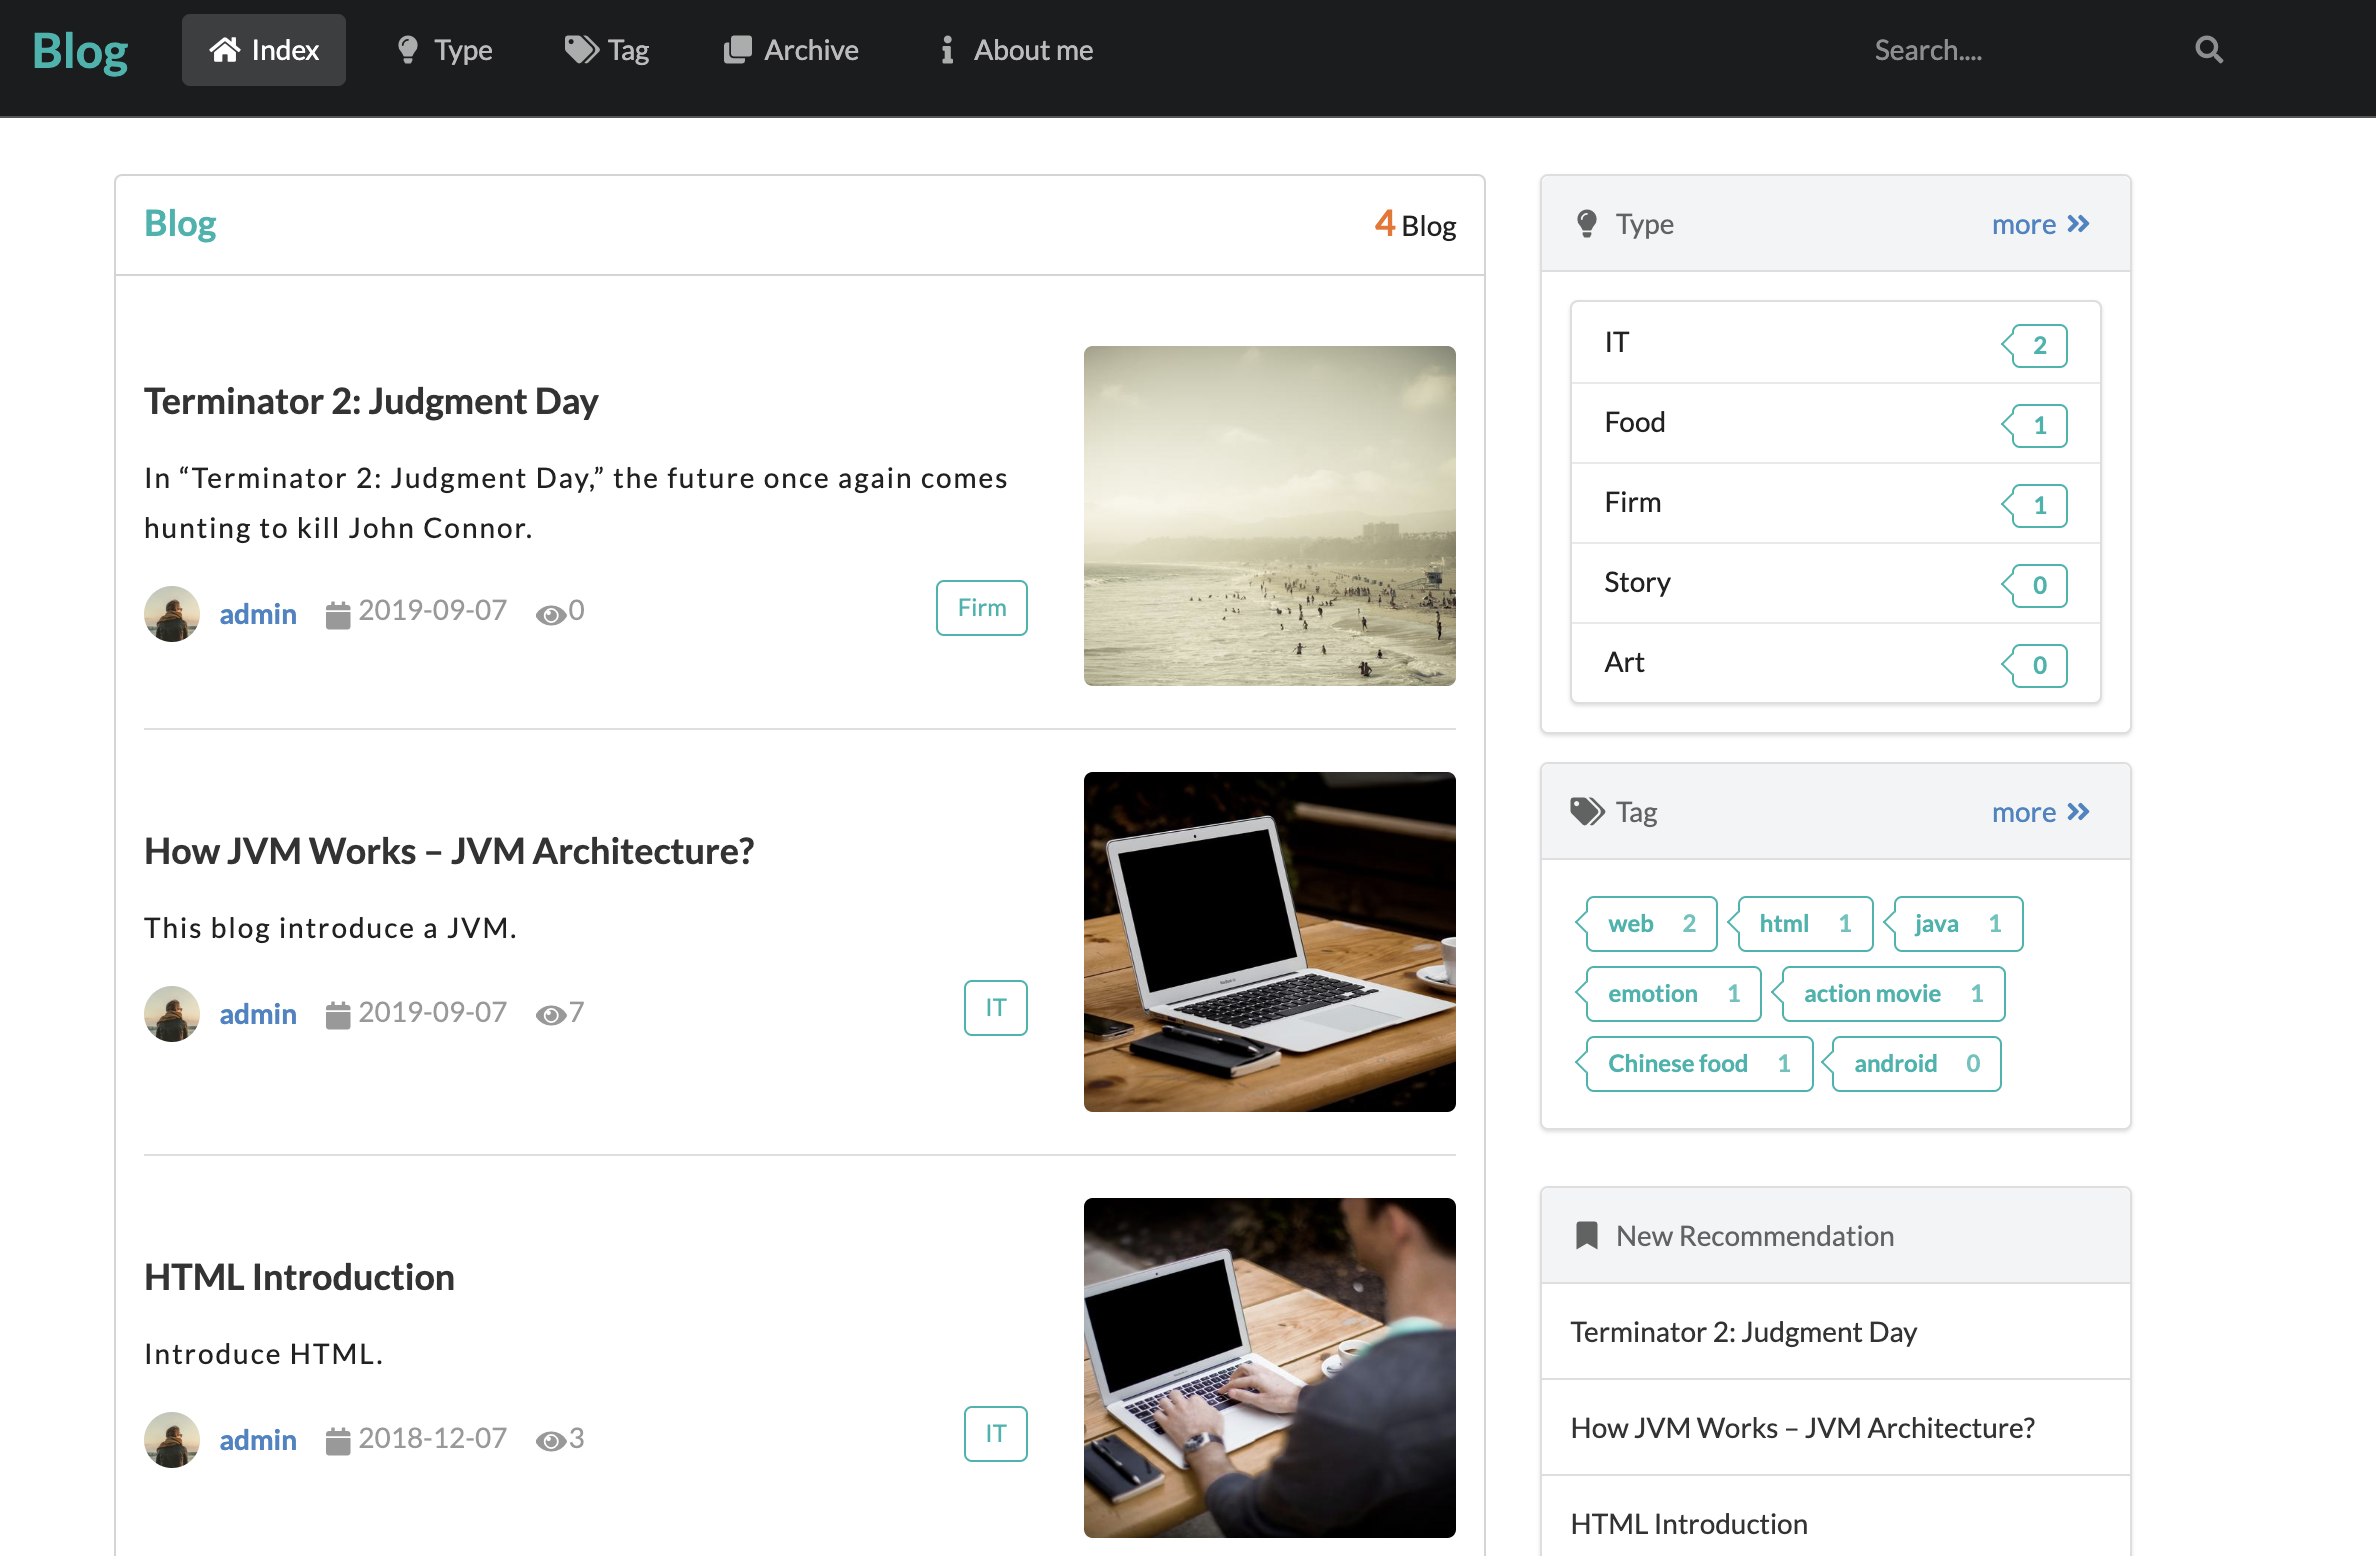 Blog
Index
Type
Tag
Archive
About me
Search....
Blog
4 Blog
Terminator 2: Judgment Day
In “Terminator 2: Judgment Day,” the future once again comes
hunting to kill John Connor.
admin 2019-09-07 0
Firm
How JVM Works – JVM Architecture?
This blog introduce a JVM.
admin 2019-09-07 7
IT
HTML Introduction
Introduce HTML.
admin 2018-12-07 3
IT
Type
more
IT 2
Food 1
Firm 1
Story 0
Art 0
Tag
more
web 2 html 1 java 1
emotion 1 action movie 1
Chinese food 1 android 0
New Recommendation
Terminator 2: Judgment Day
How JVM Works – JVM Architecture?
HTML Introduction